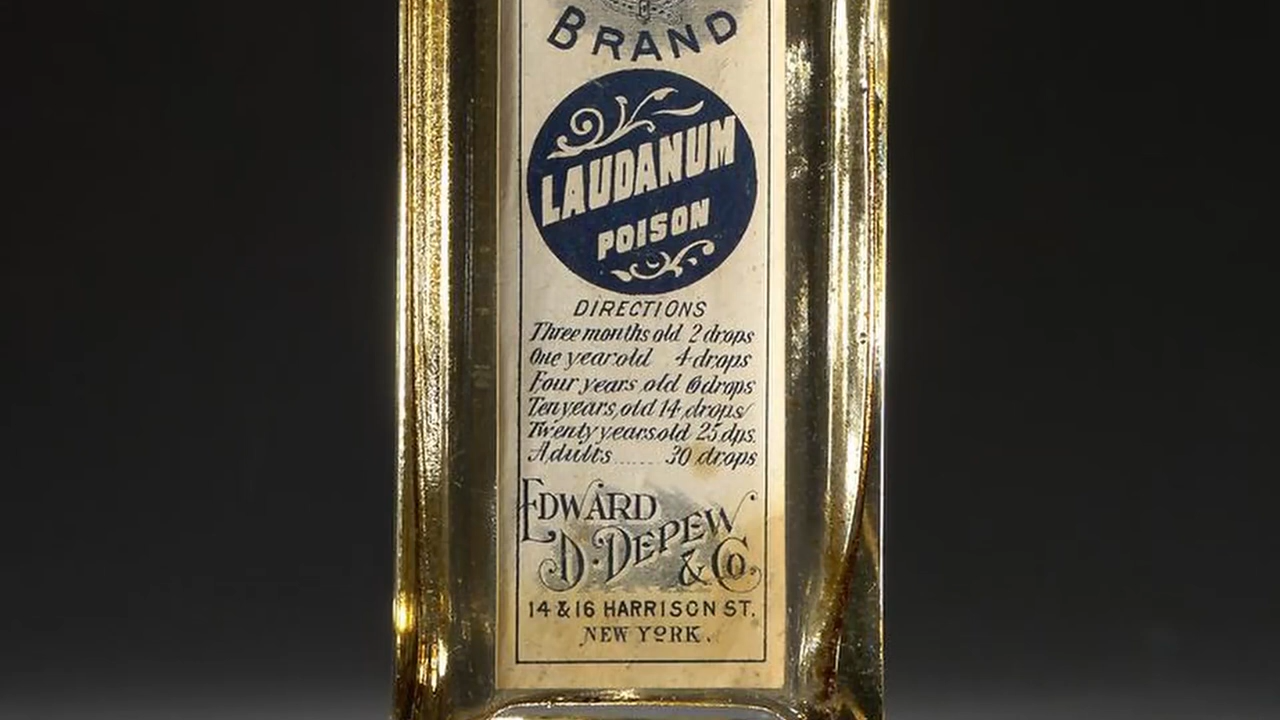 BRAND
LAUDANUM
POISON
DIRECTIONS
Three months old 2 drops
One year old 4 drops
Four years old 6 drops
Ten years old 14 drops
Twenty years old 25 dps.
Adults ...... 30 drops
EDWARD
D. DEPEW
& Co.
14 & 16 HARRISON ST.
NEW YORK.